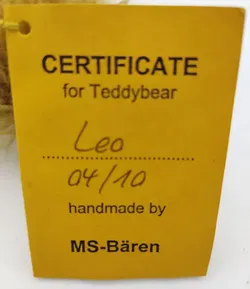 CERTIFICATE
for Teddybear
Leo
04/10
handmade by
MS-Bären